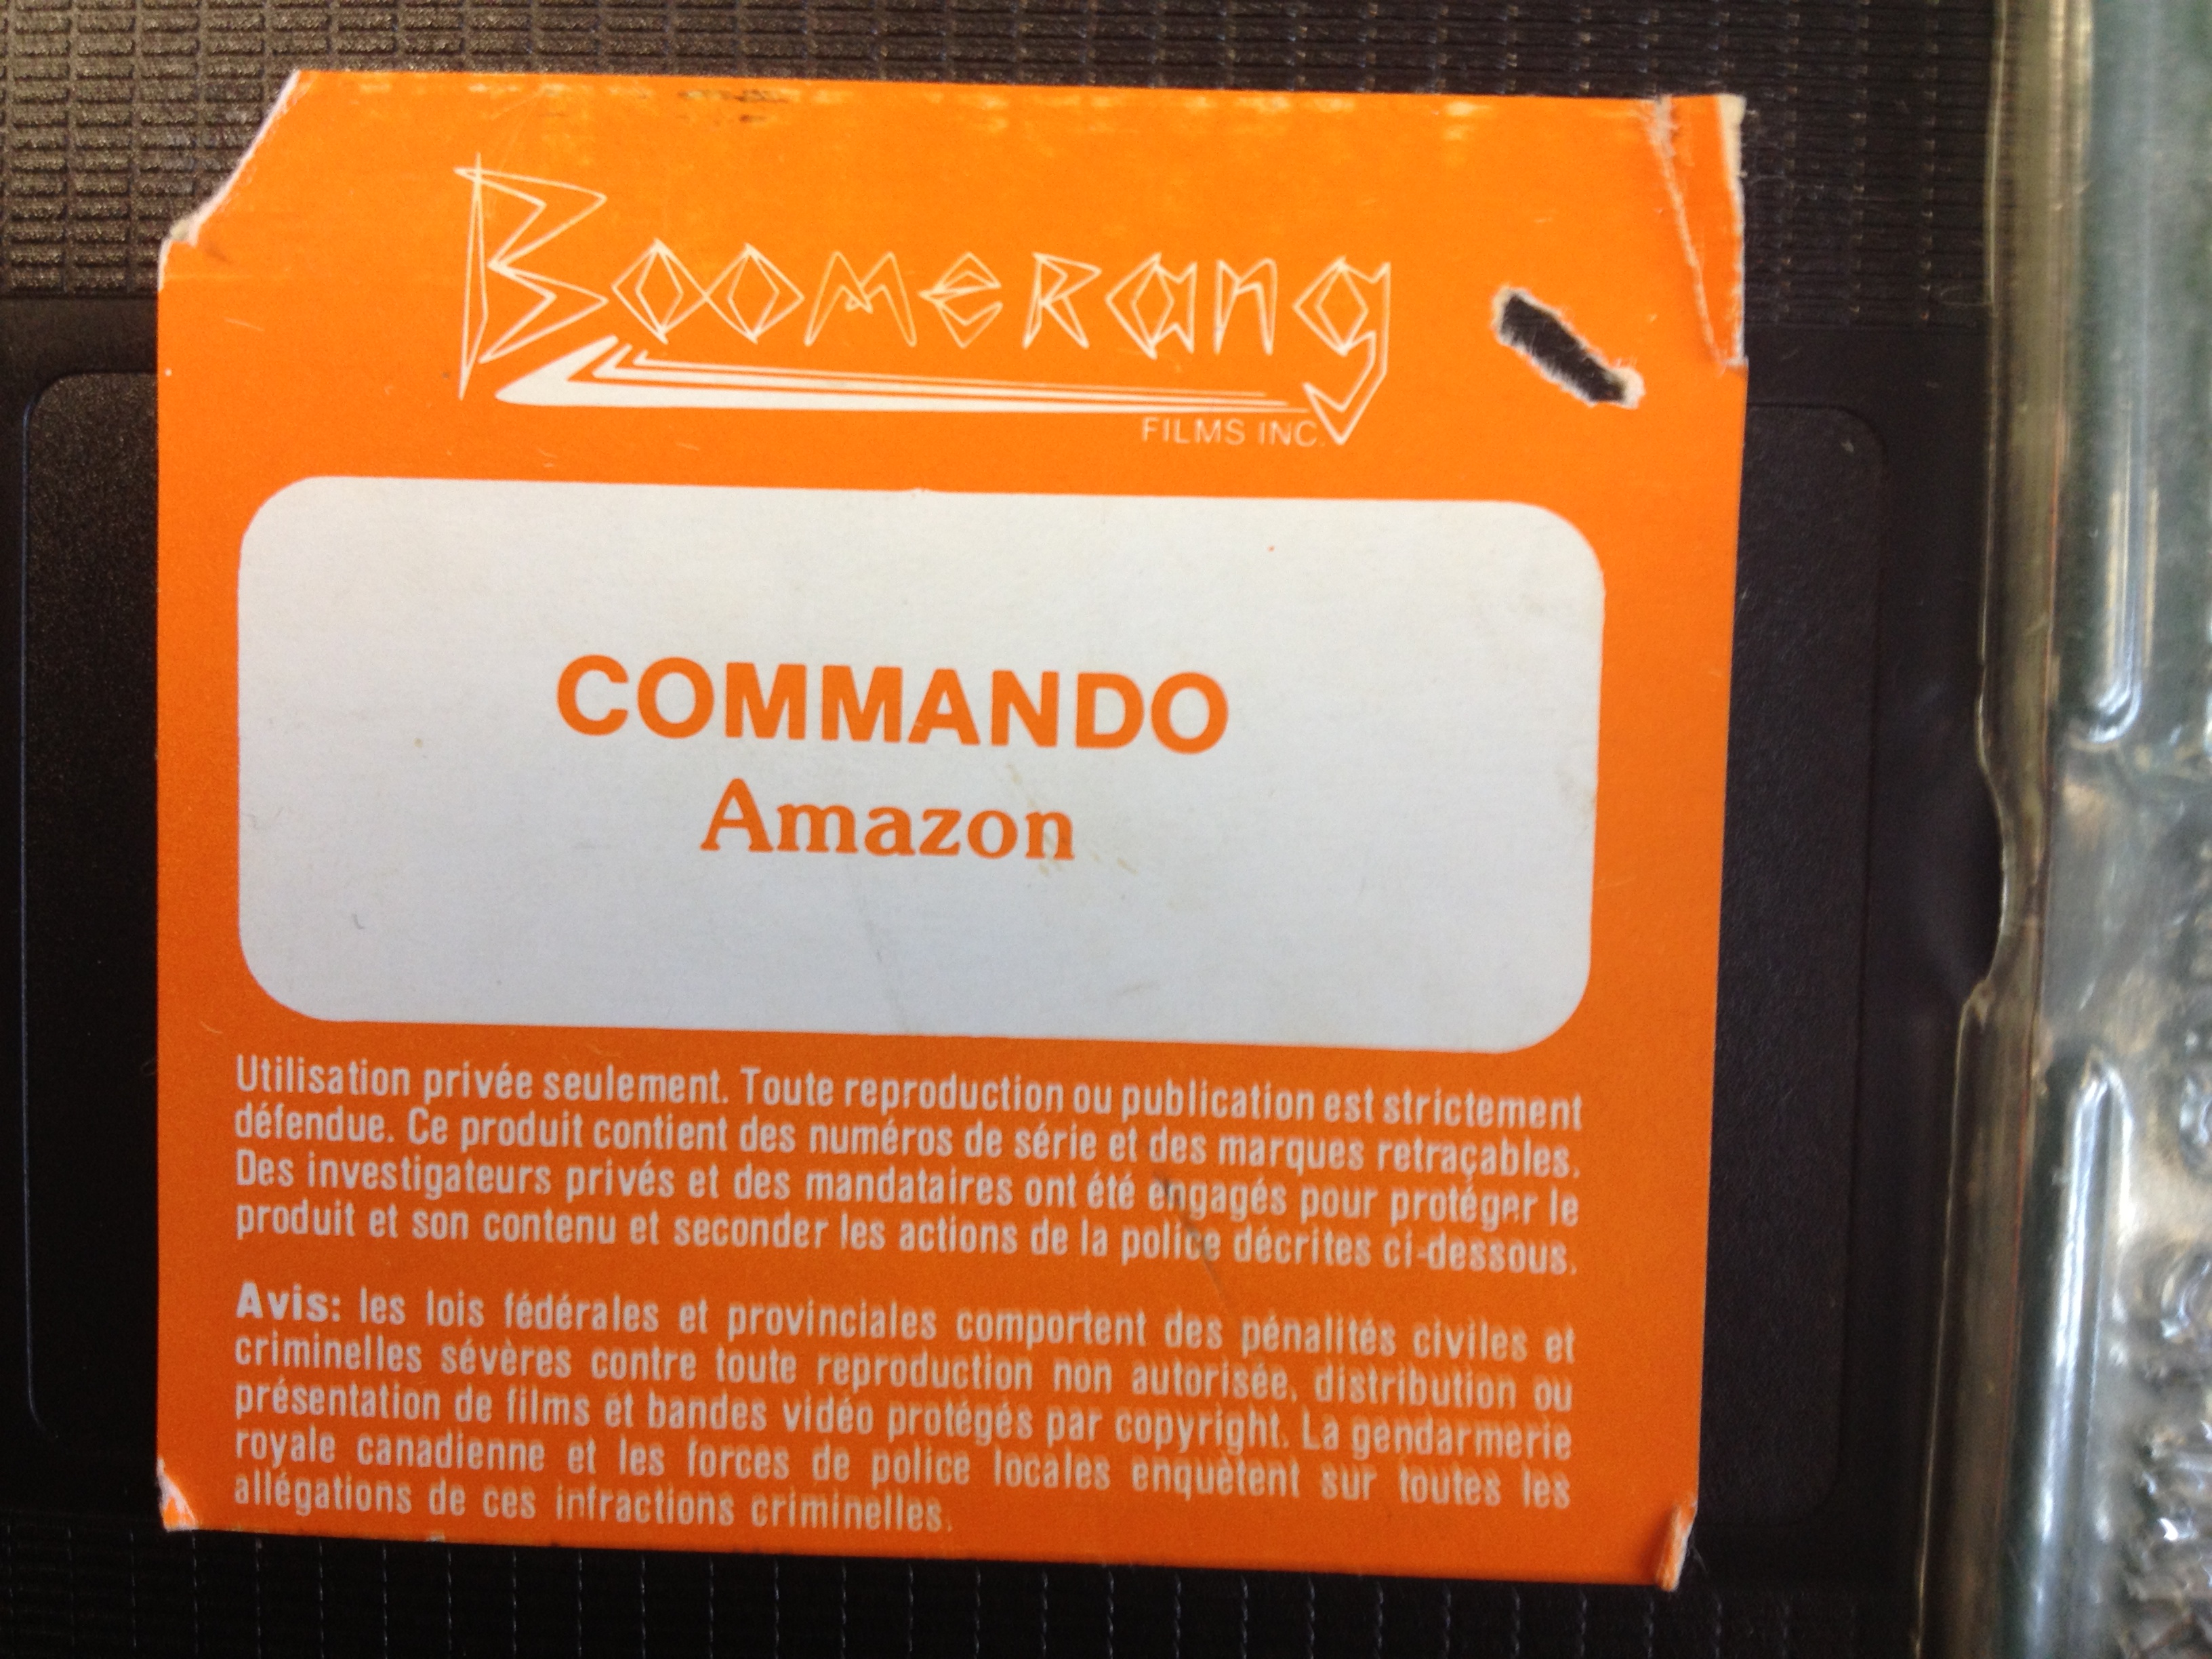 Boomerang
FILMS INC.
COMMANDO
Amazon
Utilisation privée seulement. Toute reproduction ou publication est strictement
défendue. Ce produit contient des numéros de série et des marques retraçables.
Des investigateurs privés et des mandataires ont été engagés pour protéger le
produit et son contenu et seconder les actions de la police décrites ci-dessous.
Avis: les lois fédérales et provinciales comportent des pénalités civiles et
criminelles sévères contre toute reproduction non autorisée, distribution ou
présentation de films et bandes vidéo protégés par copyright. La gendarmerie
royale canadienne et les forces de police locales enquêtent sur toutes les
allégations de ces infractions criminelles.